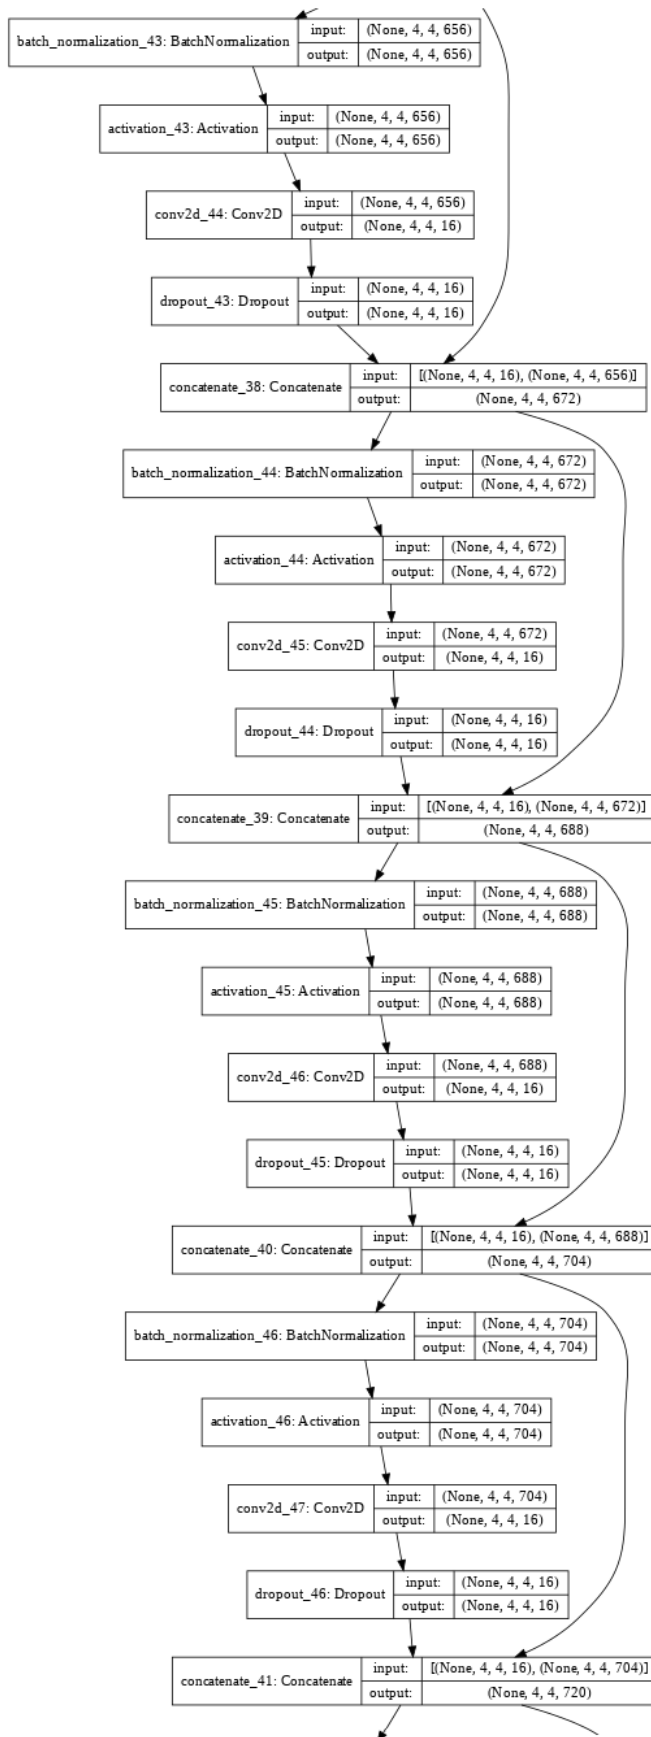 batch_normalization_43: BatchNormalization
input: (None, 4, 4, 656)
output: (None, 4, 4, 656)
activation_43: Activation
input: (None, 4, 4, 656)
output: (None, 4, 4, 656)
conv2d_44: Conv2D
input: (None, 4, 4, 656)
output: (None, 4, 4, 16)
dropout_43: Dropout
input: (None, 4, 4, 16)
output: (None, 4, 4, 16)
concatenate_38: Concatenate
input: [(None, 4, 4, 16), (None, 4, 4, 656)]
output: (None, 4, 4, 672)
batch_normalization_44: BatchNormalization
input: (None, 4, 4, 672)
output: (None, 4, 4, 672)
activation_44: Activation
input: (None, 4, 4, 672)
output: (None, 4, 4, 672)
conv2d_45: Conv2D
input: (None, 4, 4, 672)
output: (None, 4, 4, 16)
dropout_44: Dropout
input: (None, 4, 4, 16)
output: (None, 4, 4, 16)
concatenate_39: Concatenate
input: [(None, 4, 4, 16), (None, 4, 4, 672)]
output: (None, 4, 4, 688)
batch_normalization_45: BatchNormalization
input: (None, 4, 4, 688)
output: (None, 4, 4, 688)
activation_45: Activation
input: (None, 4, 4, 688)
output: (None, 4, 4, 688)
conv2d_46: Conv2D
input: (None, 4, 4, 688)
output: (None, 4, 4, 16)
dropout_45: Dropout
input: (None, 4, 4, 16)
output: (None, 4, 4, 16)
concatenate_40: Concatenate
input: [(None, 4, 4, 16), (None, 4, 4, 688)]
output: (None, 4, 4, 704)
batch_normalization_46: BatchNormalization
input: (None, 4, 4, 704)
output: (None, 4, 4, 704)
activation_46: Activation
input: (None, 4, 4, 704)
output: (None, 4, 4, 704)
conv2d_47: Conv2D
input: (None, 4, 4, 704)
output: (None, 4, 4, 16)
dropout_46: Dropout
input: (None, 4, 4, 16)
output: (None, 4, 4, 16)
concatenate_41: Concatenate
input: [(None, 4, 4, 16), (None, 4, 4, 704)]
output: (None, 4, 4, 720)